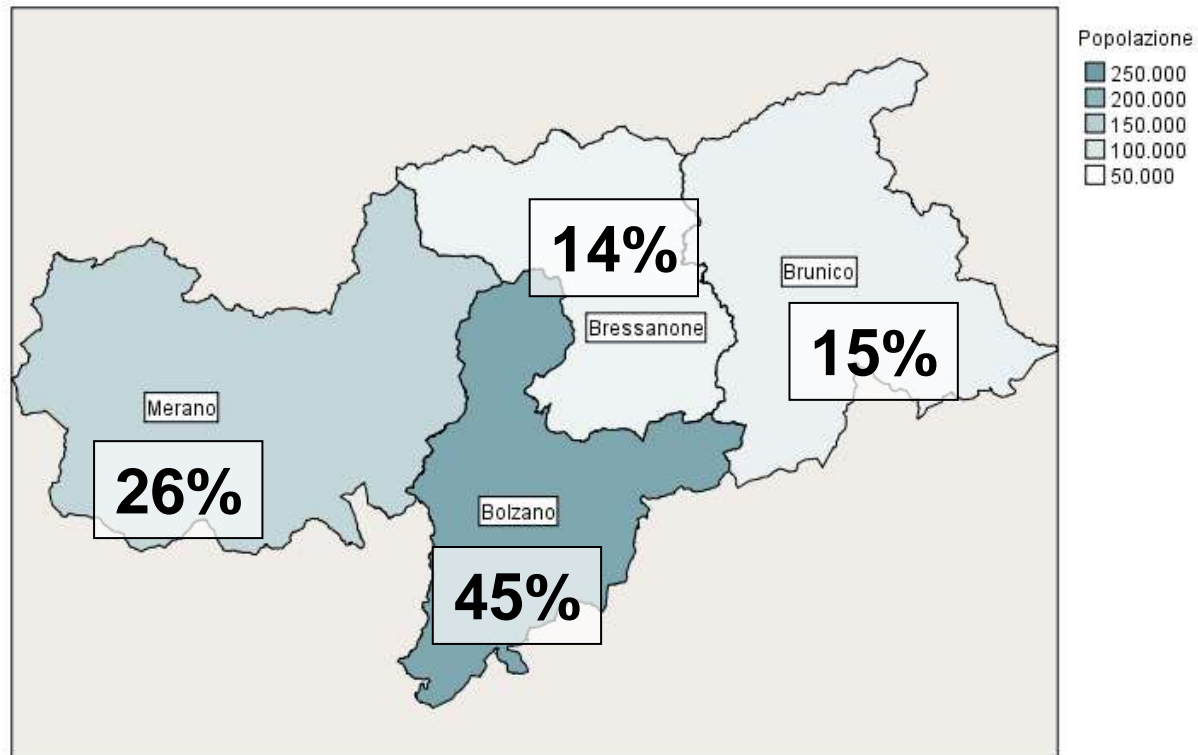 Popolazione
250.000
200.000
150.000
100.000
50.000
14%
Brunico
Bressanone
15%
Merano
26%
Bolzano
45%